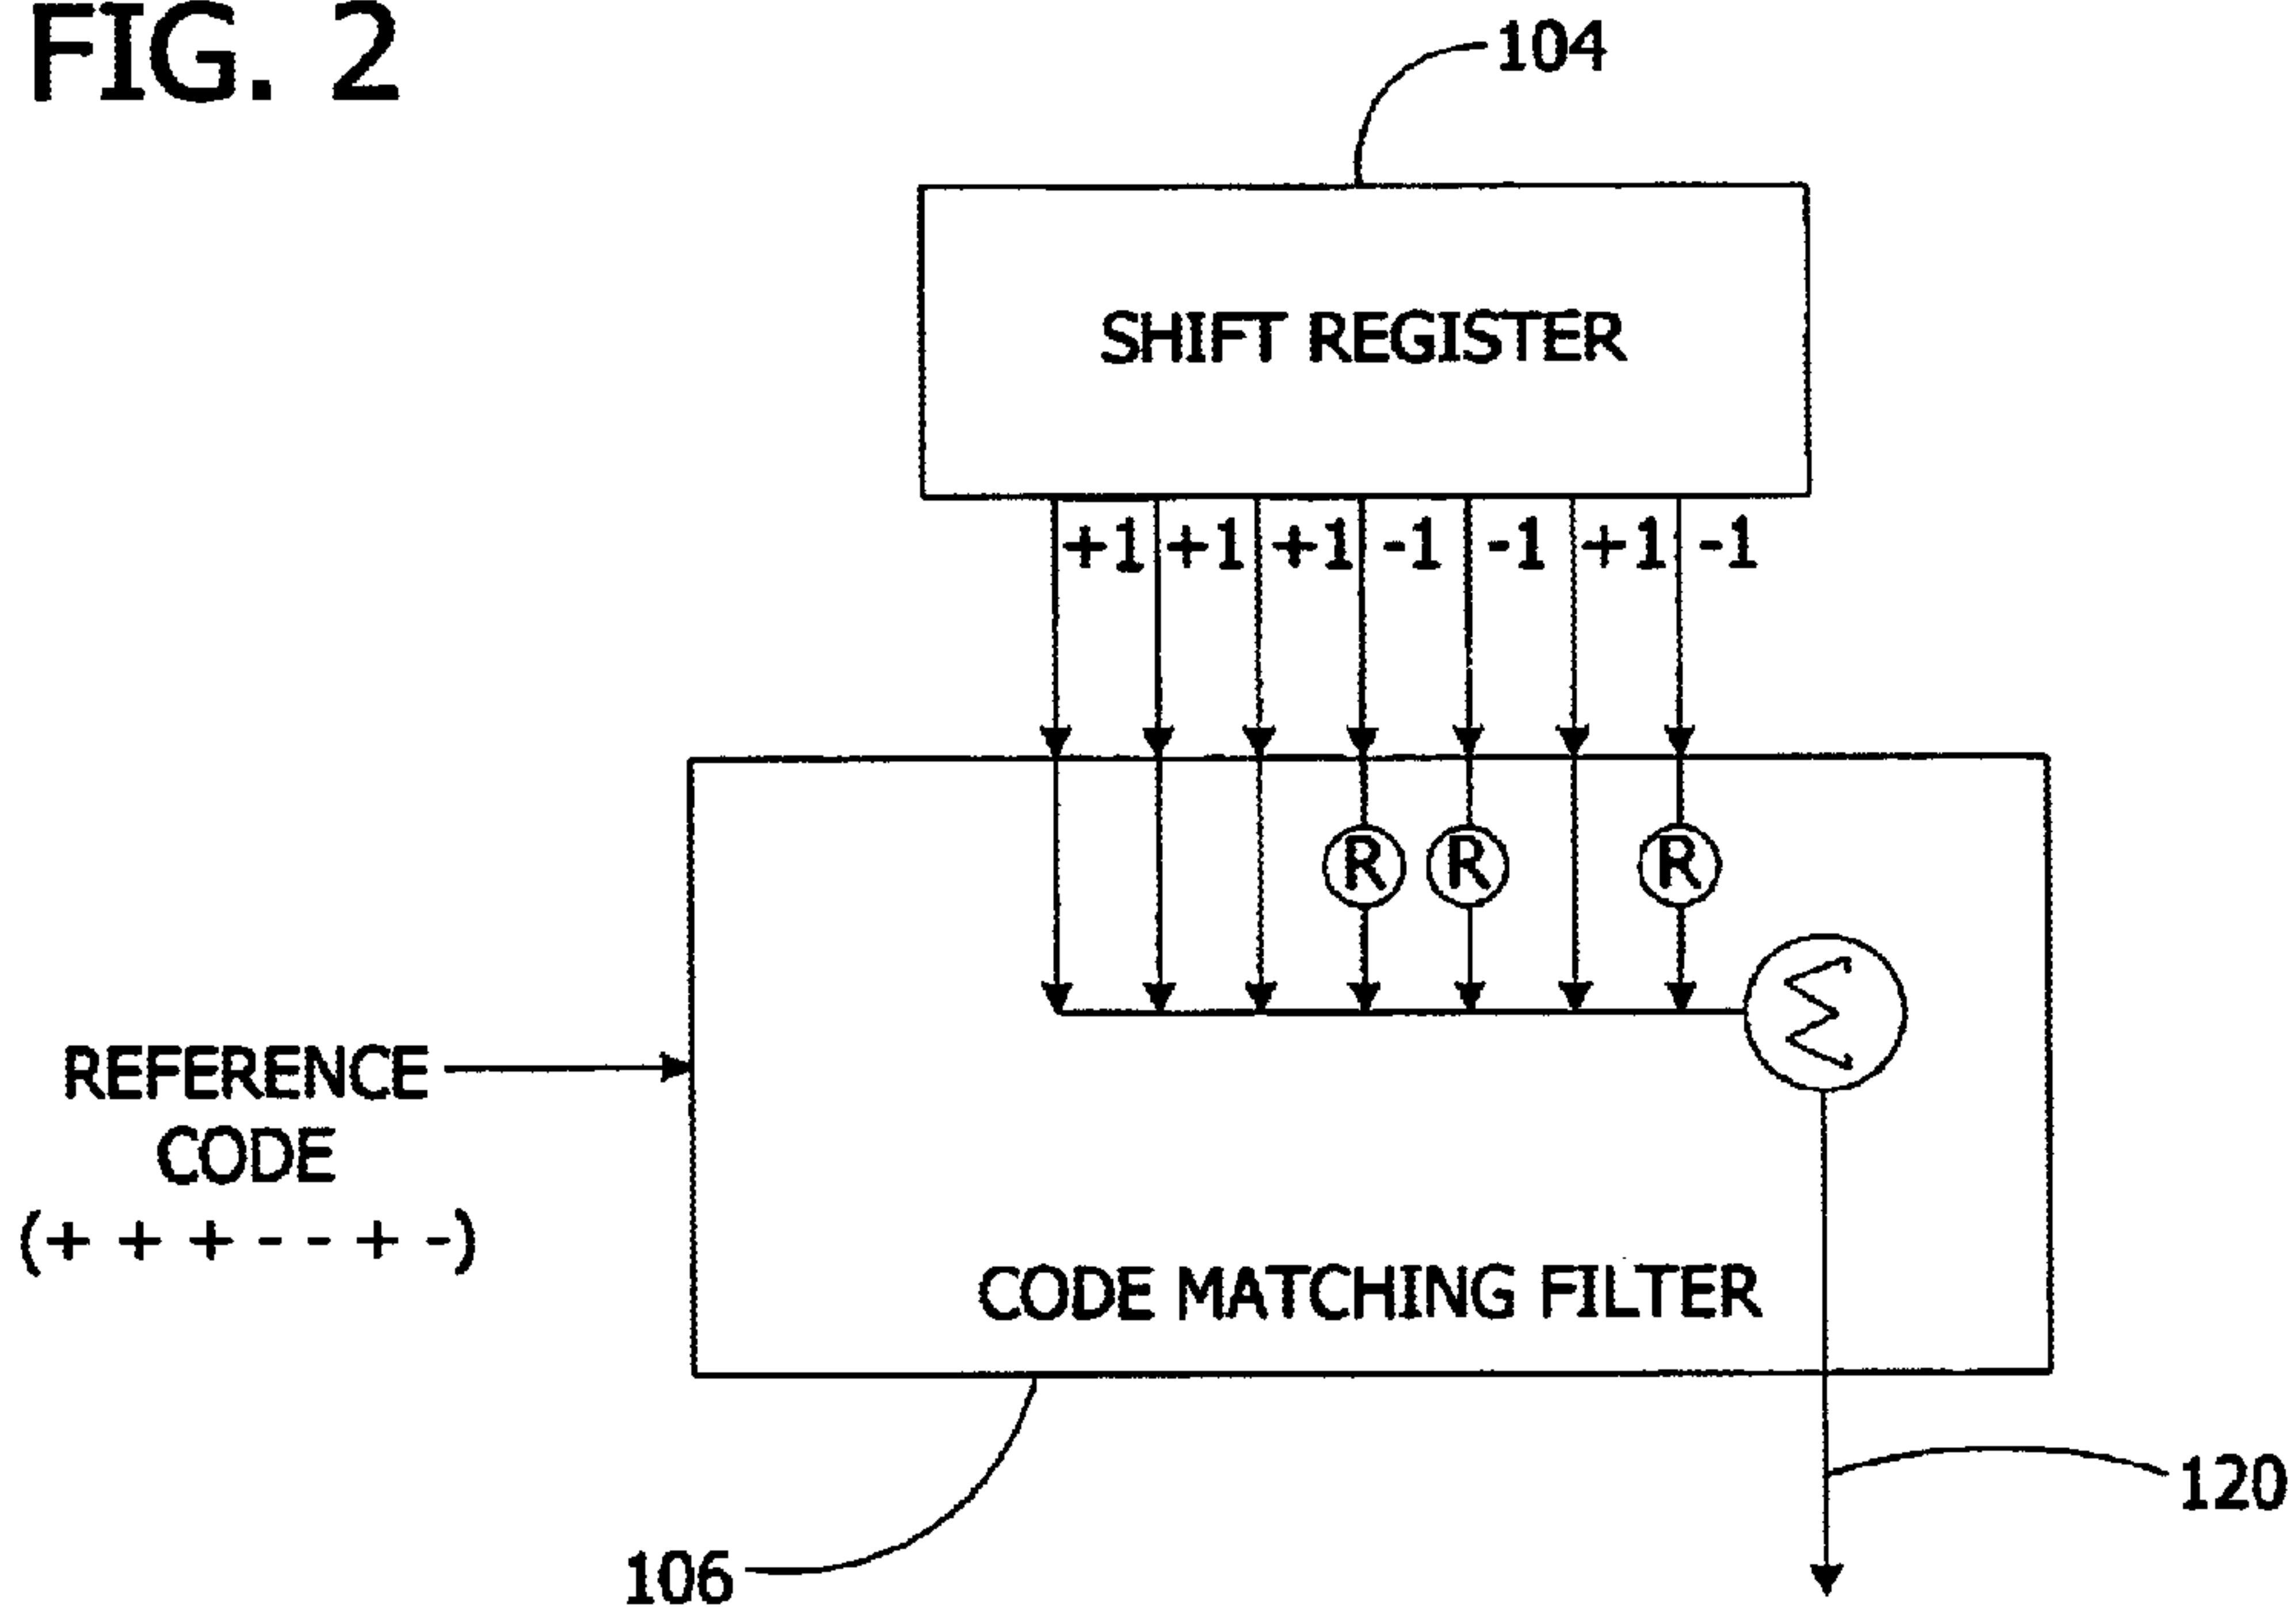 FIG. 2
104
SHIFT REGISTER
+1 +1 +1 -1 -1 +1 -1
R R R
Σ
REFERENCE
CODE
(+ + + - - + -)
CODE MATCHING FILTER
120
106